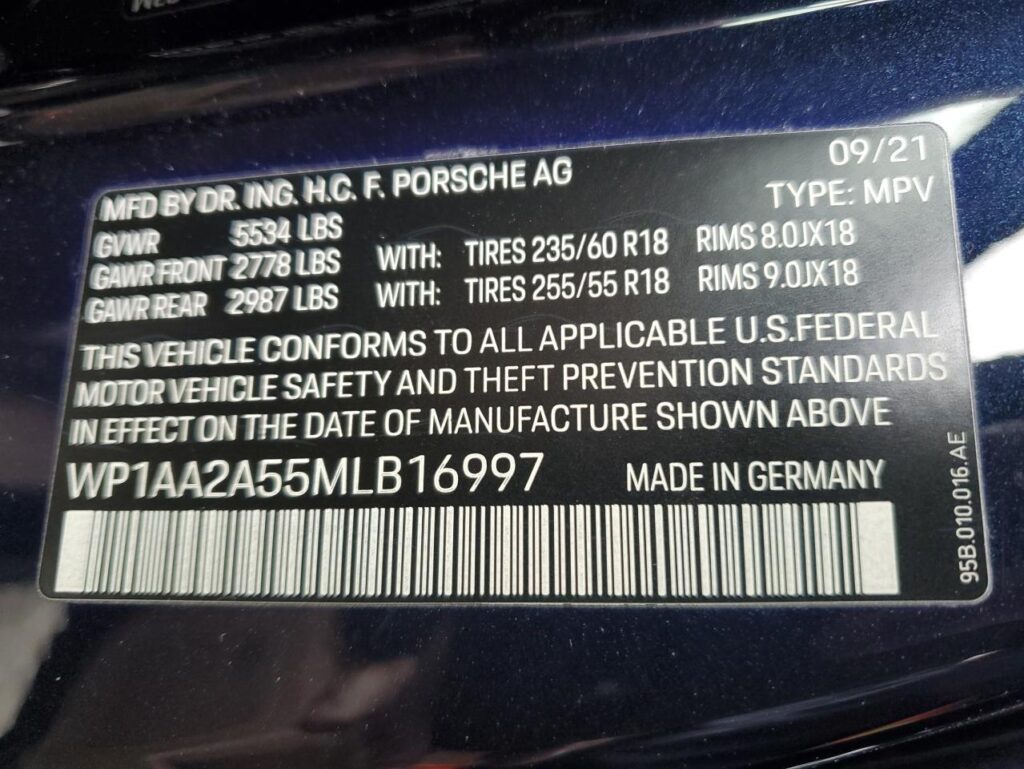 MFD BY DR. ING. H.C. F. PORSCHE AG 09/21
TYPE: MPV
GVWR 5534 LBS
GAWR FRONT 2778 LBS WITH: TIRES 235/60 R18 RIMS 8.0JX18
GAWR REAR 2987 LBS WITH: TIRES 255/55 R18 RIMS 9.0JX18
THIS VEHICLE CONFORMS TO ALL APPLICABLE U.S.FEDERAL
MOTOR VEHICLE SAFETY AND THEFT PREVENTION STANDARDS
IN EFFECT ON THE DATE OF MANUFACTURE SHOWN ABOVE
WP1AA2A55MLB16997 MADE IN GERMANY
95B.010.016.AE